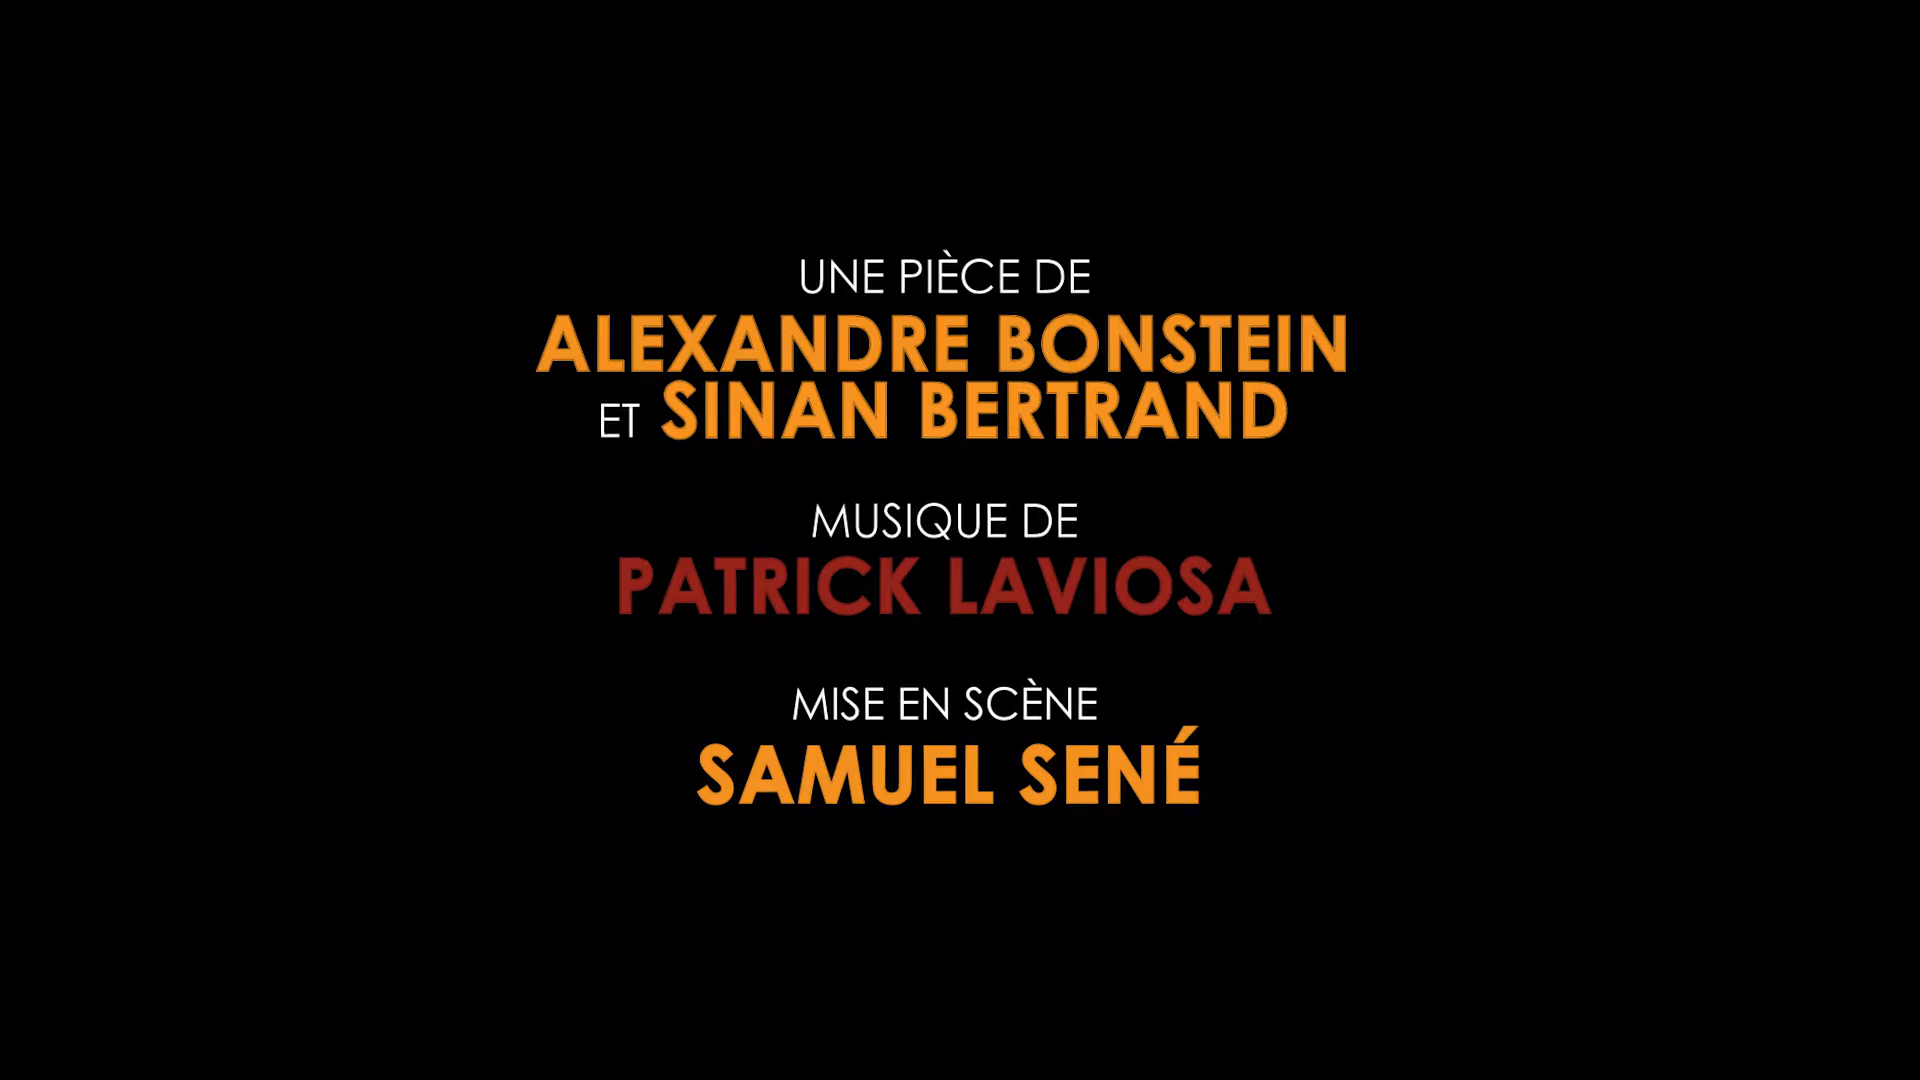 UNE PIÈCE DE
ALEXANDRE BONSTEIN
ET SINAN BERTRAND
MUSIQUE DE
PATRICK LAVIOSA
MISE EN SCÈNE
SAMUEL SENÉ